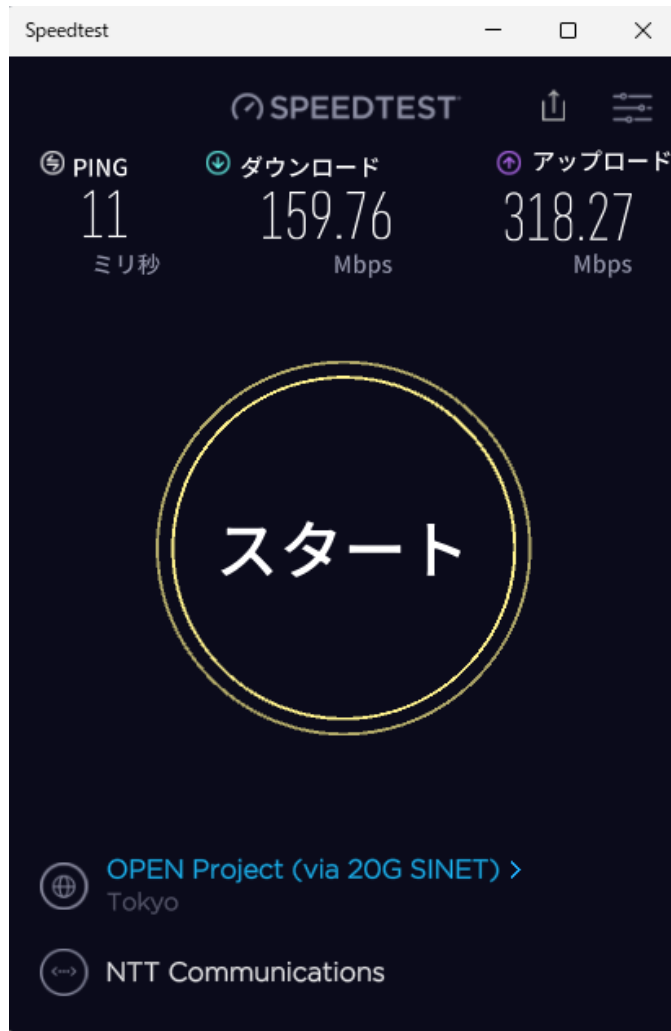 Speedtest
SPEEDTEST
PING ダウンロード アップロード
11 159.76 318.27
ミリ秒 Mbps Mbps
スタート
OPEN Project (via 20G SINET) >
Tokyo
NTT Communications